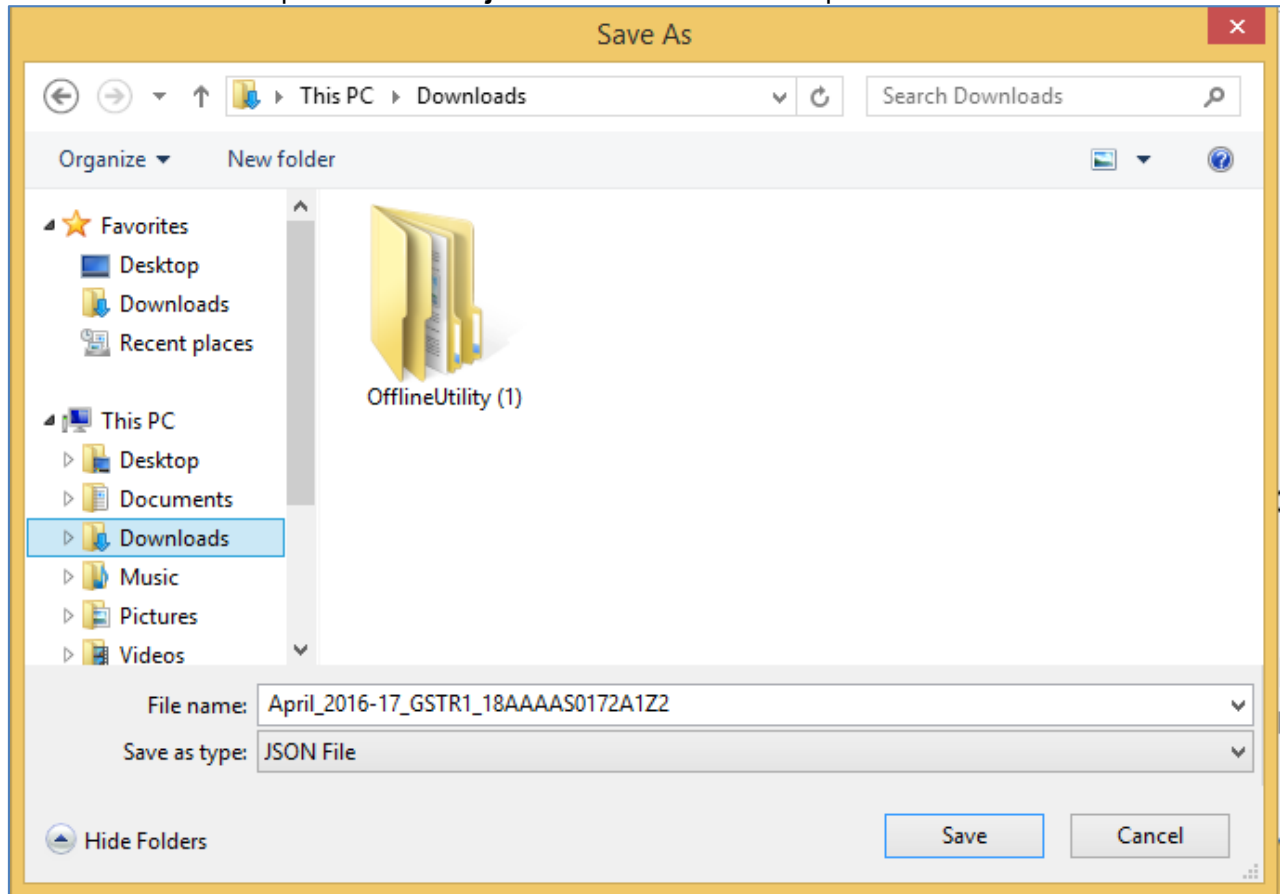 Save As
This PC Downloads
Search Downloads
Organize
New folder
Favorites
Desktop
Downloads
Recent places
This PC
Desktop
Documents
Downloads
Music
Pictures
Videos
OfflineUtility (1)
File name: April_2016-17_GSTR1_18AAAAS0172A1Z2
Save as type: JSON File
Hide Folders
Save
Cancel